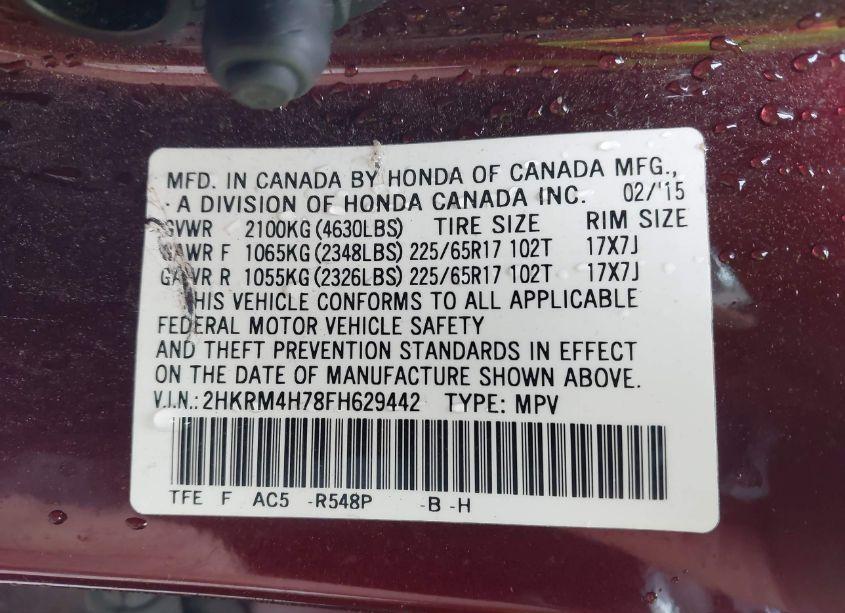 MFD. IN CANADA BY HONDA OF CANADA MFG.,
A DIVISION OF HONDA CANADA INC. 02/'15
GVWR 2100KG (4630LBS) TIRE SIZE RIM SIZE
GAWR F 1065KG (2348LBS) 225/65R17 102T 17X7J
GAWR R 1055KG (2326LBS) 225/65R17 102T 17X7J
THIS VEHICLE CONFORMS TO ALL APPLICABLE
FEDERAL MOTOR VEHICLE SAFETY
AND THEFT PREVENTION STANDARDS IN EFFECT
ON THE DATE OF MANUFACTURE SHOWN ABOVE.
V.I.N.: 2HKRM4H78FH629442 TYPE: MPV
TFE F AC5 -R548P -B -H